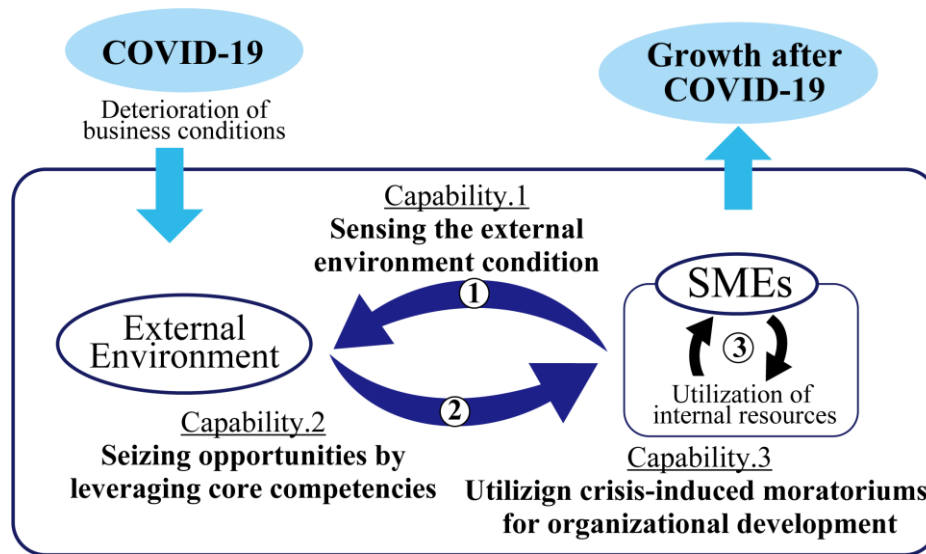 COVID-19
Deterioration of
business conditions
Growth after
COVID-19
Capability.1
Sensing the external
environment condition
1
External
Environment
SMEs
3
Utilization of
internal resources
2
Capability.2
Seizing opportunities by
leveraging core competencies
Capability.3
Utilizign crisis-induced moratoriums
for organizational development